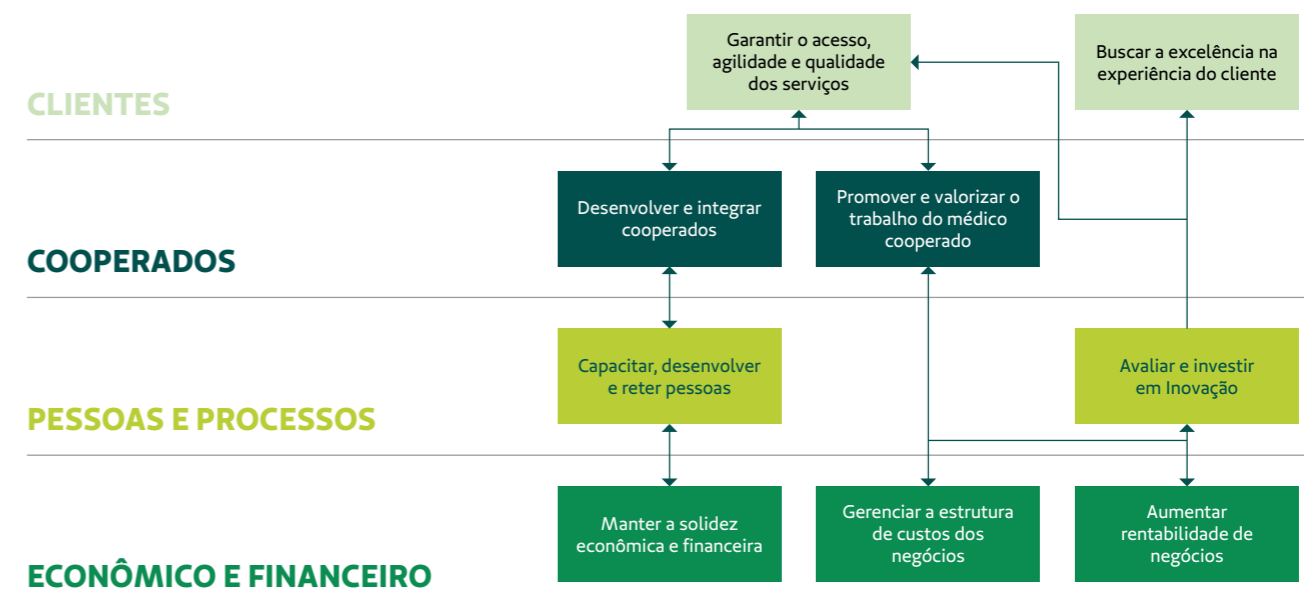 Garantir o acesso,
agilidade e qualidade
dos serviços
Buscar a excelência na
experiência do cliente
CLIENTES
Desenvolver e integrar
cooperados
Promover e valorizar o
trabalho do médico
cooperado
COOPERADOS
Capacitar, desenvolver
e reter pessoas
Avaliar e investir
em Inovação
PESSOAS E PROCESSOS
Manter a solidez
econômica e financeira
Gerenciar a estrutura
de custos dos
negócios
Aumentar
rentabilidade de
negócios
ECONÔMICO E FINANCEIRO